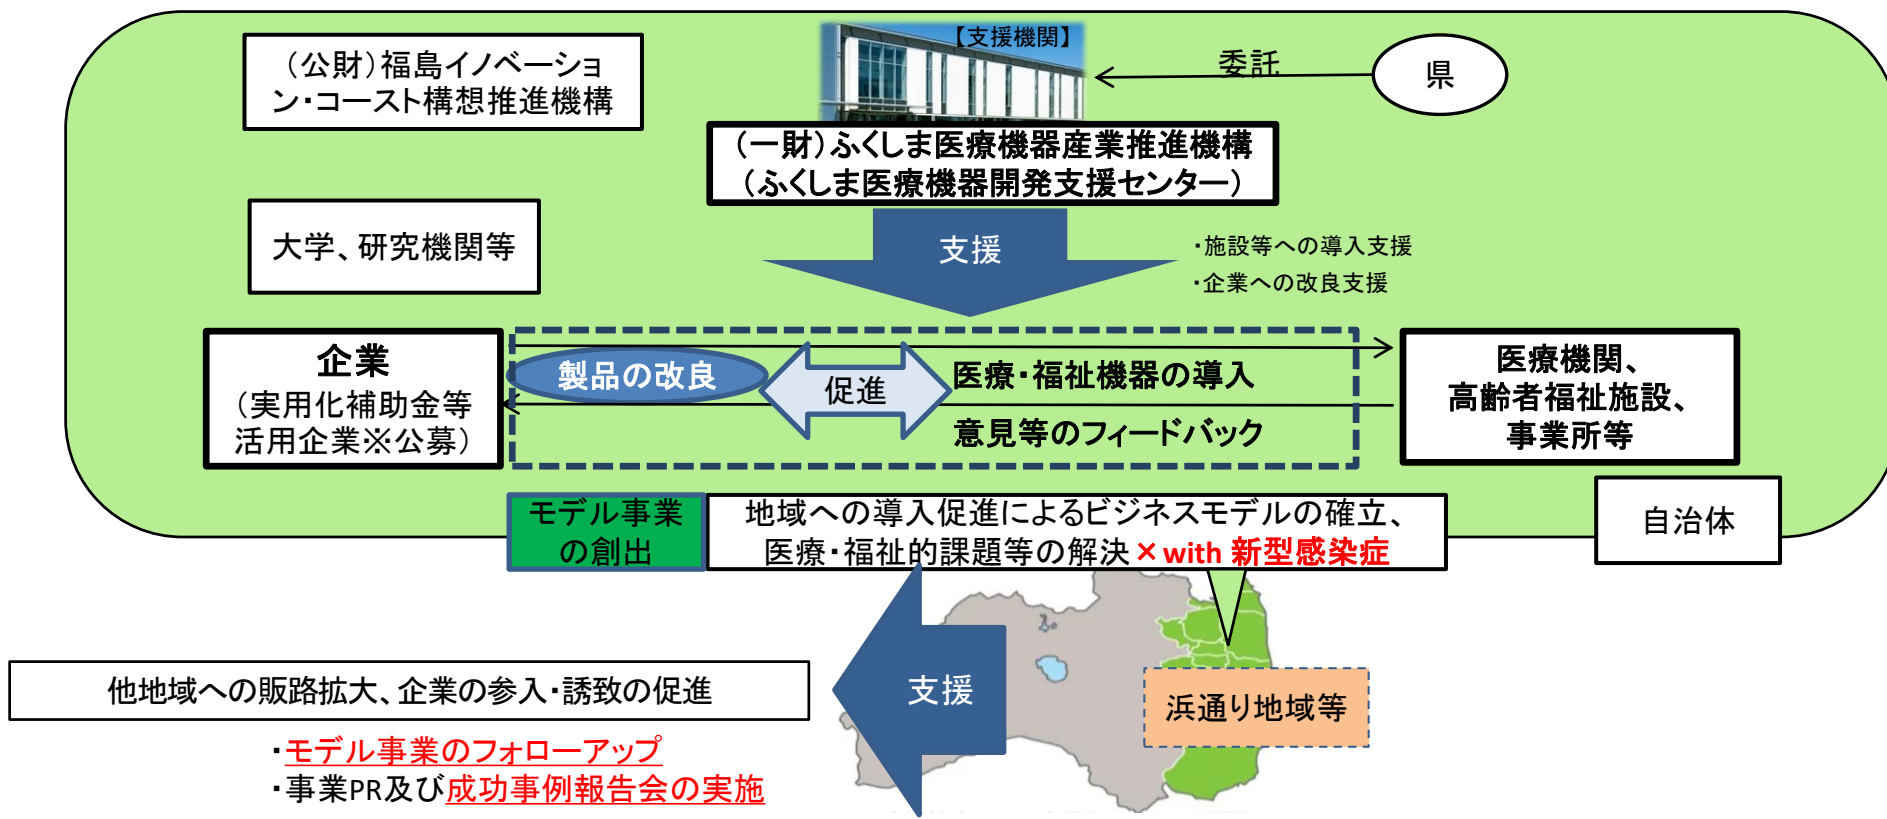 （公財）福島イノベーショ
ン・コースト構想推進機構
【支援機関】
委託
県
（一財）ふくしま医療機器産業推進機構
（ふくしま医療機器開発支援センター）
大学、研究機関等
支援
・施設等への導入支援
・企業への改良支援
企業
（実用化補助金等
活用企業※公募）
製品の改良
促進
医療・福祉機器の導入
意見等のフィードバック
医療機関、
高齢者福祉施設、
事業所等
モデル事業
の創出
地域への導入促進によるビジネスモデルの確立、
医療・福祉的課題等の解決×with 新型感染症
自治体
他地域への販路拡大、企業の参入・誘致の促進
支援
浜通り地域等
・モデル事業のフォローアップ
・事業PR及び成功事例報告会の実施